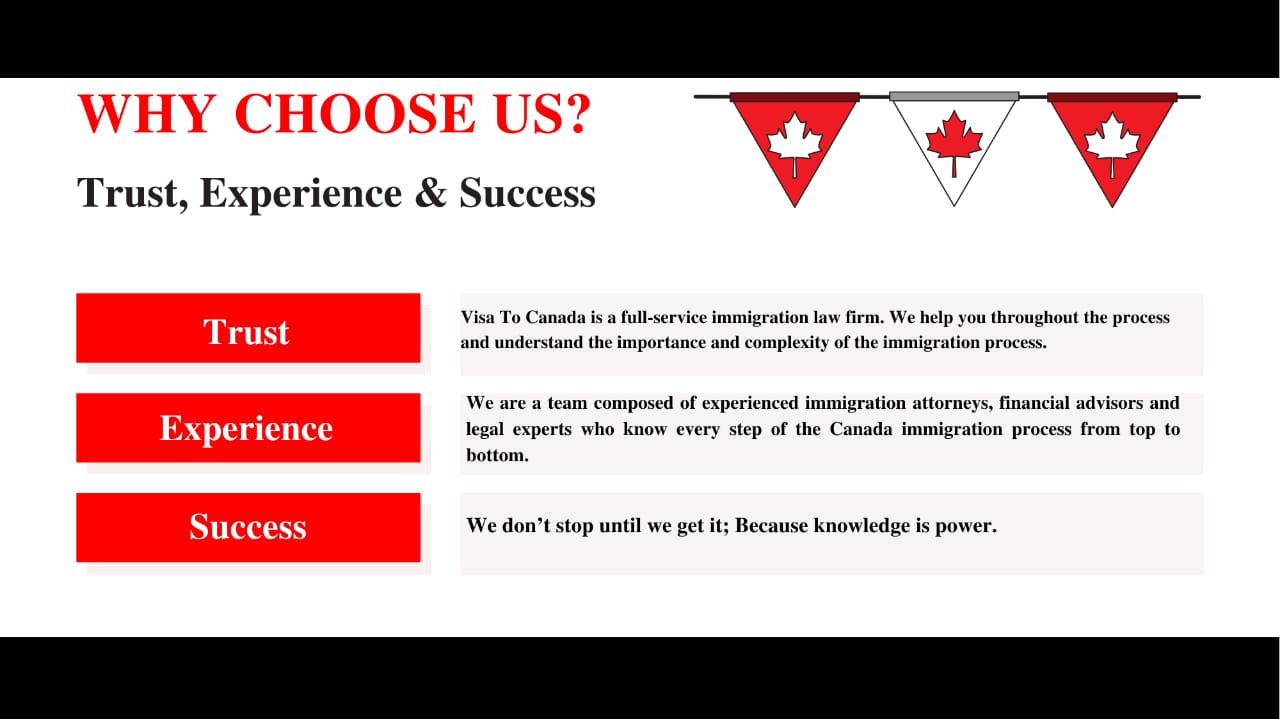 WHY CHOOSE US?
Trust, Experience & Success
Trust
Visa To Canada is a full-service immigration law firm. We help you throughout the process
and understand the importance and complexity of the immigration process.
Experience
We are a team composed of experienced immigration attorneys, financial advisors and
legal experts who know every step of the Canada immigration process from top to
bottom.
Success
We don’t stop until we get it; Because knowledge is power.